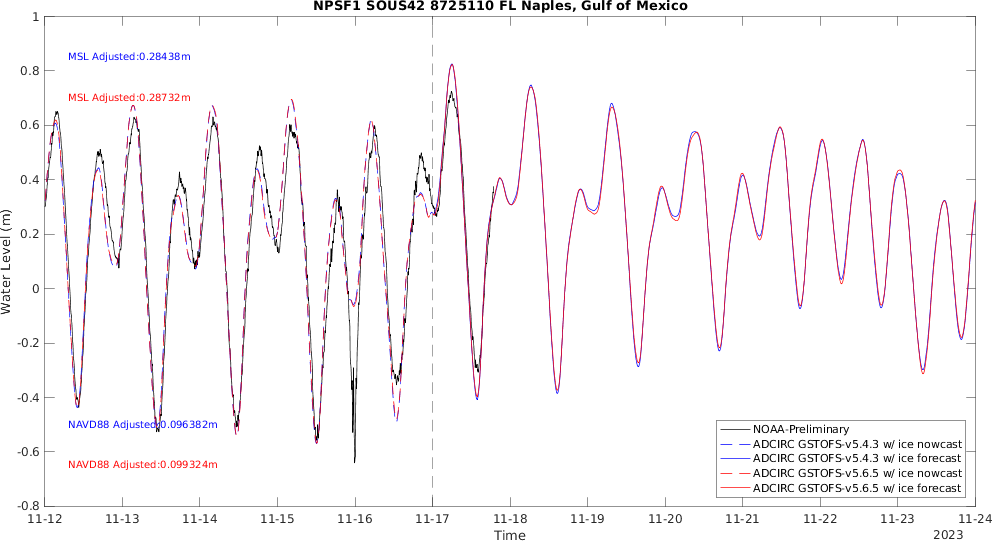 NPSF1 SOUS42 8725110 FL Naples, Gulf of Mexico
MSL Adjusted:0.28438m
MSL Adjusted:0.28732m
NAVD88 Adjusted:0.096382m
NAVD88 Adjusted:0.099324m
Water Level (m)
1
0.8
0.6
0.4
0.2
0
-0.2
-0.4
-0.6
-0.8
NOAA-Preliminary
ADCIRC GSTOFS-v5.4.3 w/ ice nowcast
ADCIRC GSTOFS-v5.4.3 w/ ice forecast
ADCIRC GSTOFS-v5.6.5 w/ ice nowcast
ADCIRC GSTOFS-v5.6.5 w/ ice forecast
11-12 11-13 11-14 11-15 11-16 11-17 11-18 11-19 11-20 11-21 11-22 11-23 11-24
Time
2023